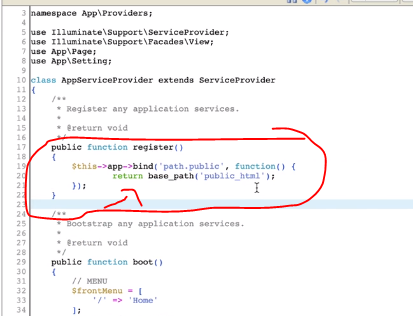 3 namespace App\Providers;
4
5 use Illuminate\Support\ServiceProvider;
6 use Illuminate\Support\Facades\View;
7 use App\Page;
8 use App\Setting;
9
10 class AppServiceProvider extends ServiceProvider
11 {
12 /**
13 * Register any application services.
14 *
15 * @return void
16 */
17 public function register()
18 {
19 $this->app->bind('path.public', function() {
20 return base_path('public_html');
21 });
22 }
23
24 /**
25 * Bootstrap any application services.
26 *
27 * @return void
28 */
29 public function boot()
30 {
31 // MENU
32 $frontMenu = [
33 '/' => 'Home'
34 ];